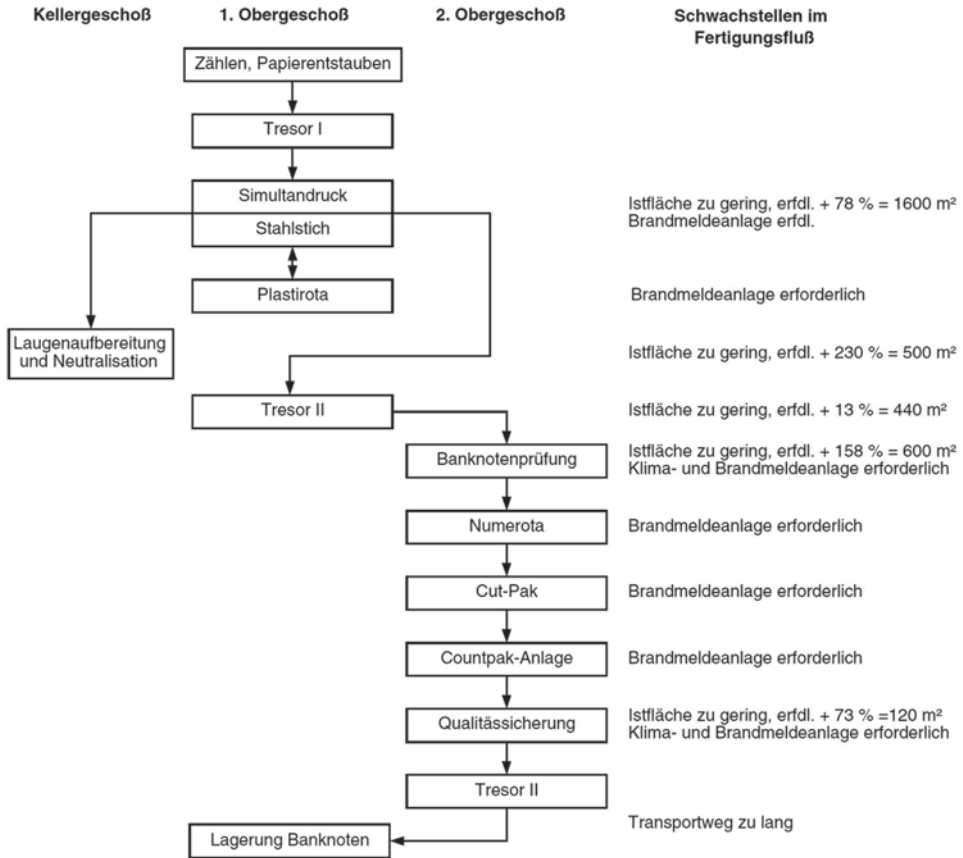 Kellergeschoß
1. Obergeschoß
2. Obergeschoß
Schwachstellen im
Fertigungsfluß
Zählen, Papierentstauben
Tresor I
Simultandruck
Istfläche zu gering, erfdl. + 78 % = 1600 m²
Brandmeldeanlage erfdl.
Stahlstich
Plastirota
Brandmeldeanlage erforderlich
Laugenaufbereitung
und Neutralisation
Istfläche zu gering, erfdl. + 230 % = 500 m²
Tresor II
Istfläche zu gering, erfdl. + 13 % = 440 m²
Banknotenprüfung
Istfläche zu gering, erfdl. + 158 % = 600 m²
Klima- und Brandmeldeanlage erforderlich
Numerota
Brandmeldeanlage erforderlich
Cut-Pak
Brandmeldeanlage erforderlich
Countpak-Anlage
Brandmeldeanlage erforderlich
Qualitässicherung
Istfläche zu gering, erfdl. + 73 % =120 m²
Klima- und Brandmeldeanlage erforderlich
Tresor II
Transportweg zu lang
Lagerung Banknoten